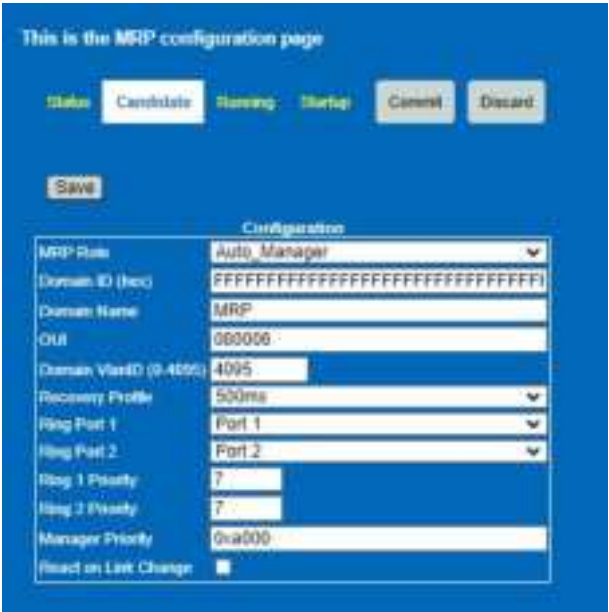 This is the MRP configuration page
Status Candidate Running Startup Commit Discard
Save
Configuration
MRP Role Auto_Manager
Domain ID (hex) FFFFFFFFFFFFFFFFFFFFFFFFFFFFFFFF
Domain Name MRP
OUI 080006
Domain VlanID (0-4095) 4095
Recovery Profile 500ms
Ring Port 1 Port 1
Ring Port 2 Port 2
Ring 1 Priority 7
Ring 2 Priority 7
Manager Priority 0xa000
React on Link Change